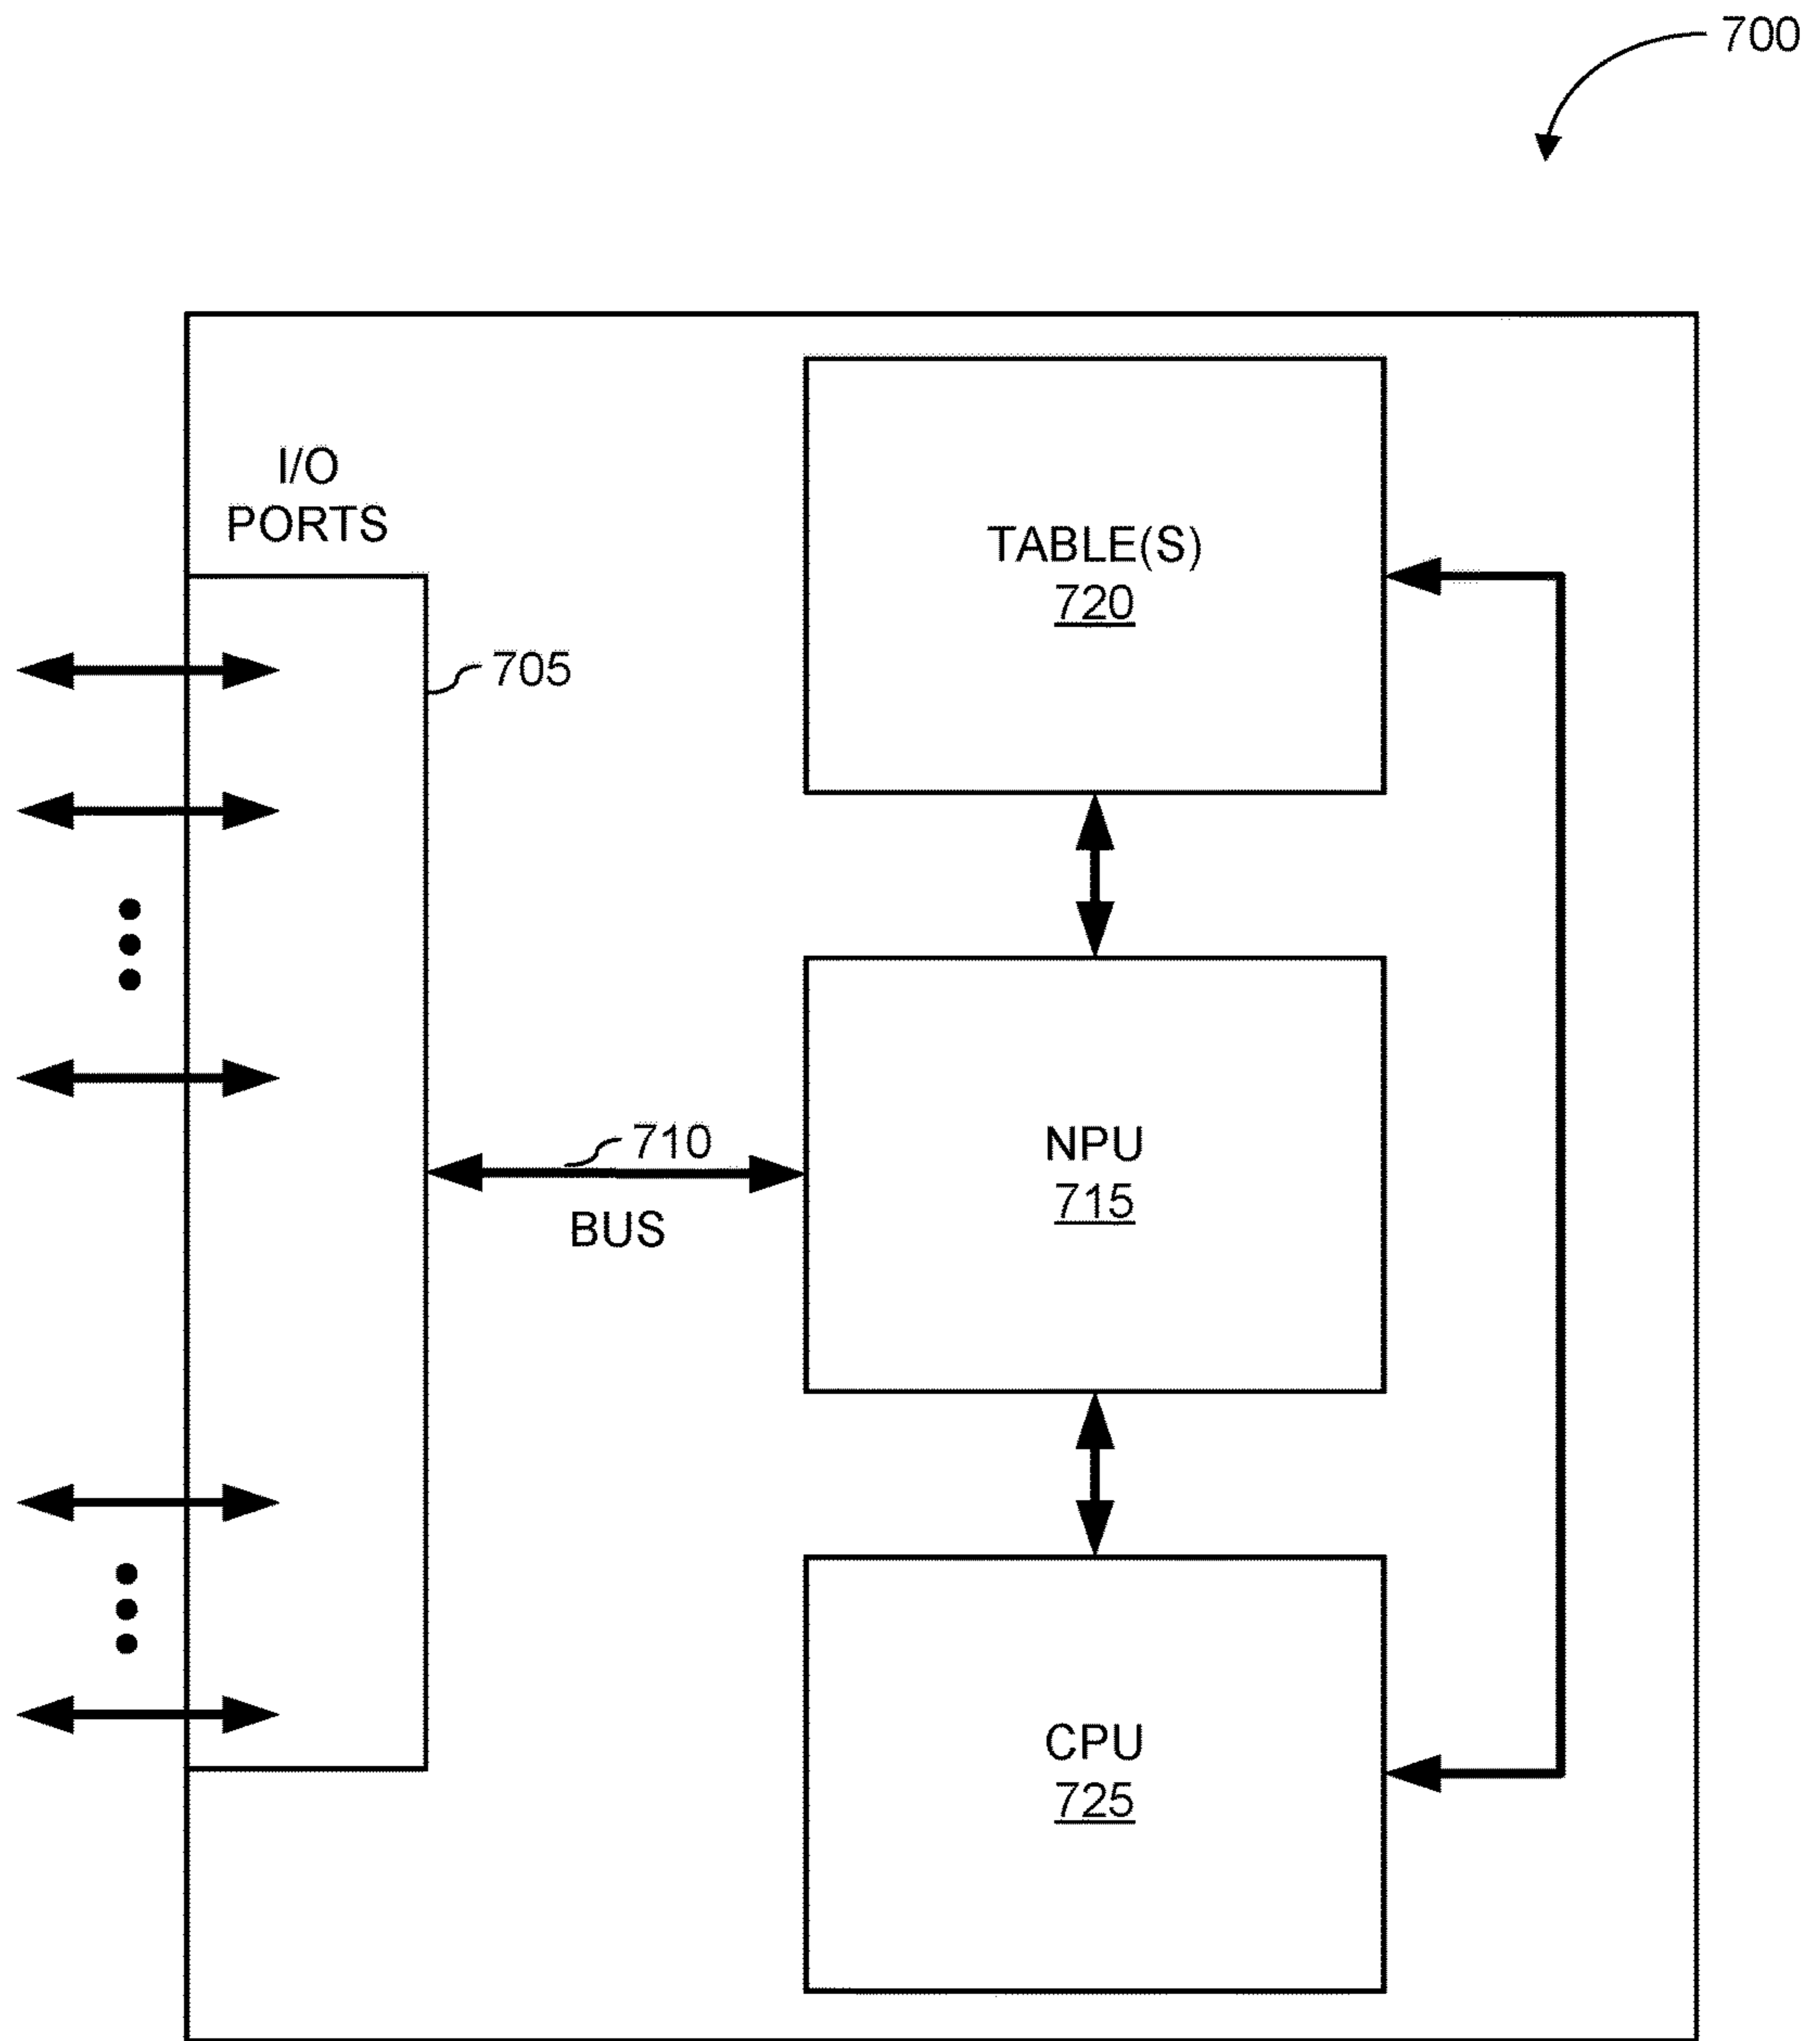 700
I/O
PORTS
705
TABLE(S)
720
710
BUS
NPU
715
CPU
725